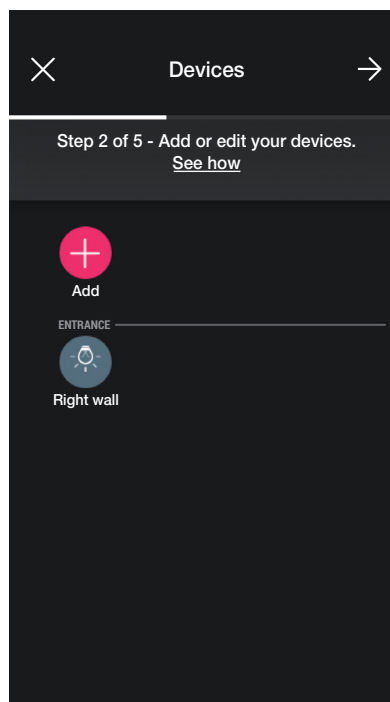 Devices
Step 2 of 5 - Add or edit your devices.
See how
Add
ENTRANCE
Right wall